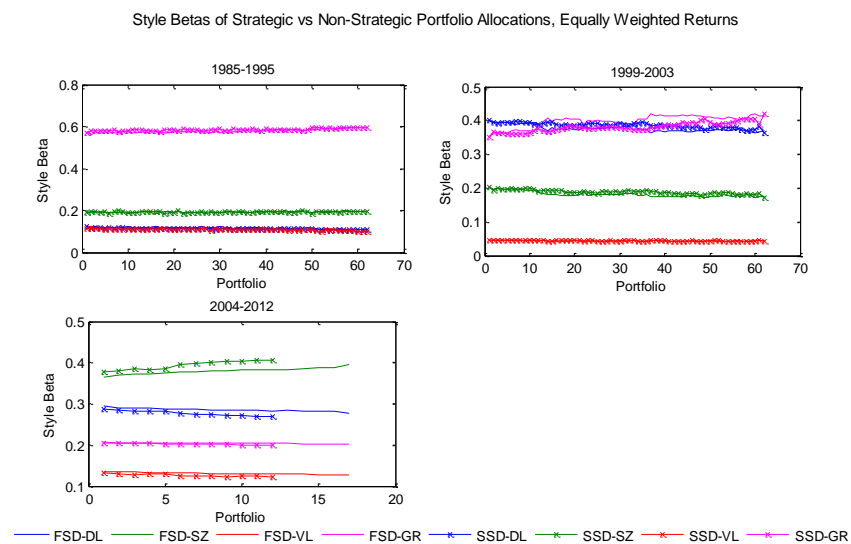 Style Betas of Strategic vs Non-Strategic Portfolio Allocations, Equally Weighted Returns
1985-1995
0.8
0.6
0.4
0.2
0
Style Beta
0 10 20 30 40 50 60 70
Portfolio
1999-2003
0.5
0.4
0.3
0.2
0.1
0
Style Beta
0 10 20 30 40 50 60 70
Portfolio
2004-2012
0.5
0.4
0.3
0.2
0.1
Style Beta
0 5 10 15 20
Portfolio
FSD-DL FSD-SZ FSD-VL FSD-GR SSD-DL SSD-SZ SSD-VL SSD-GR